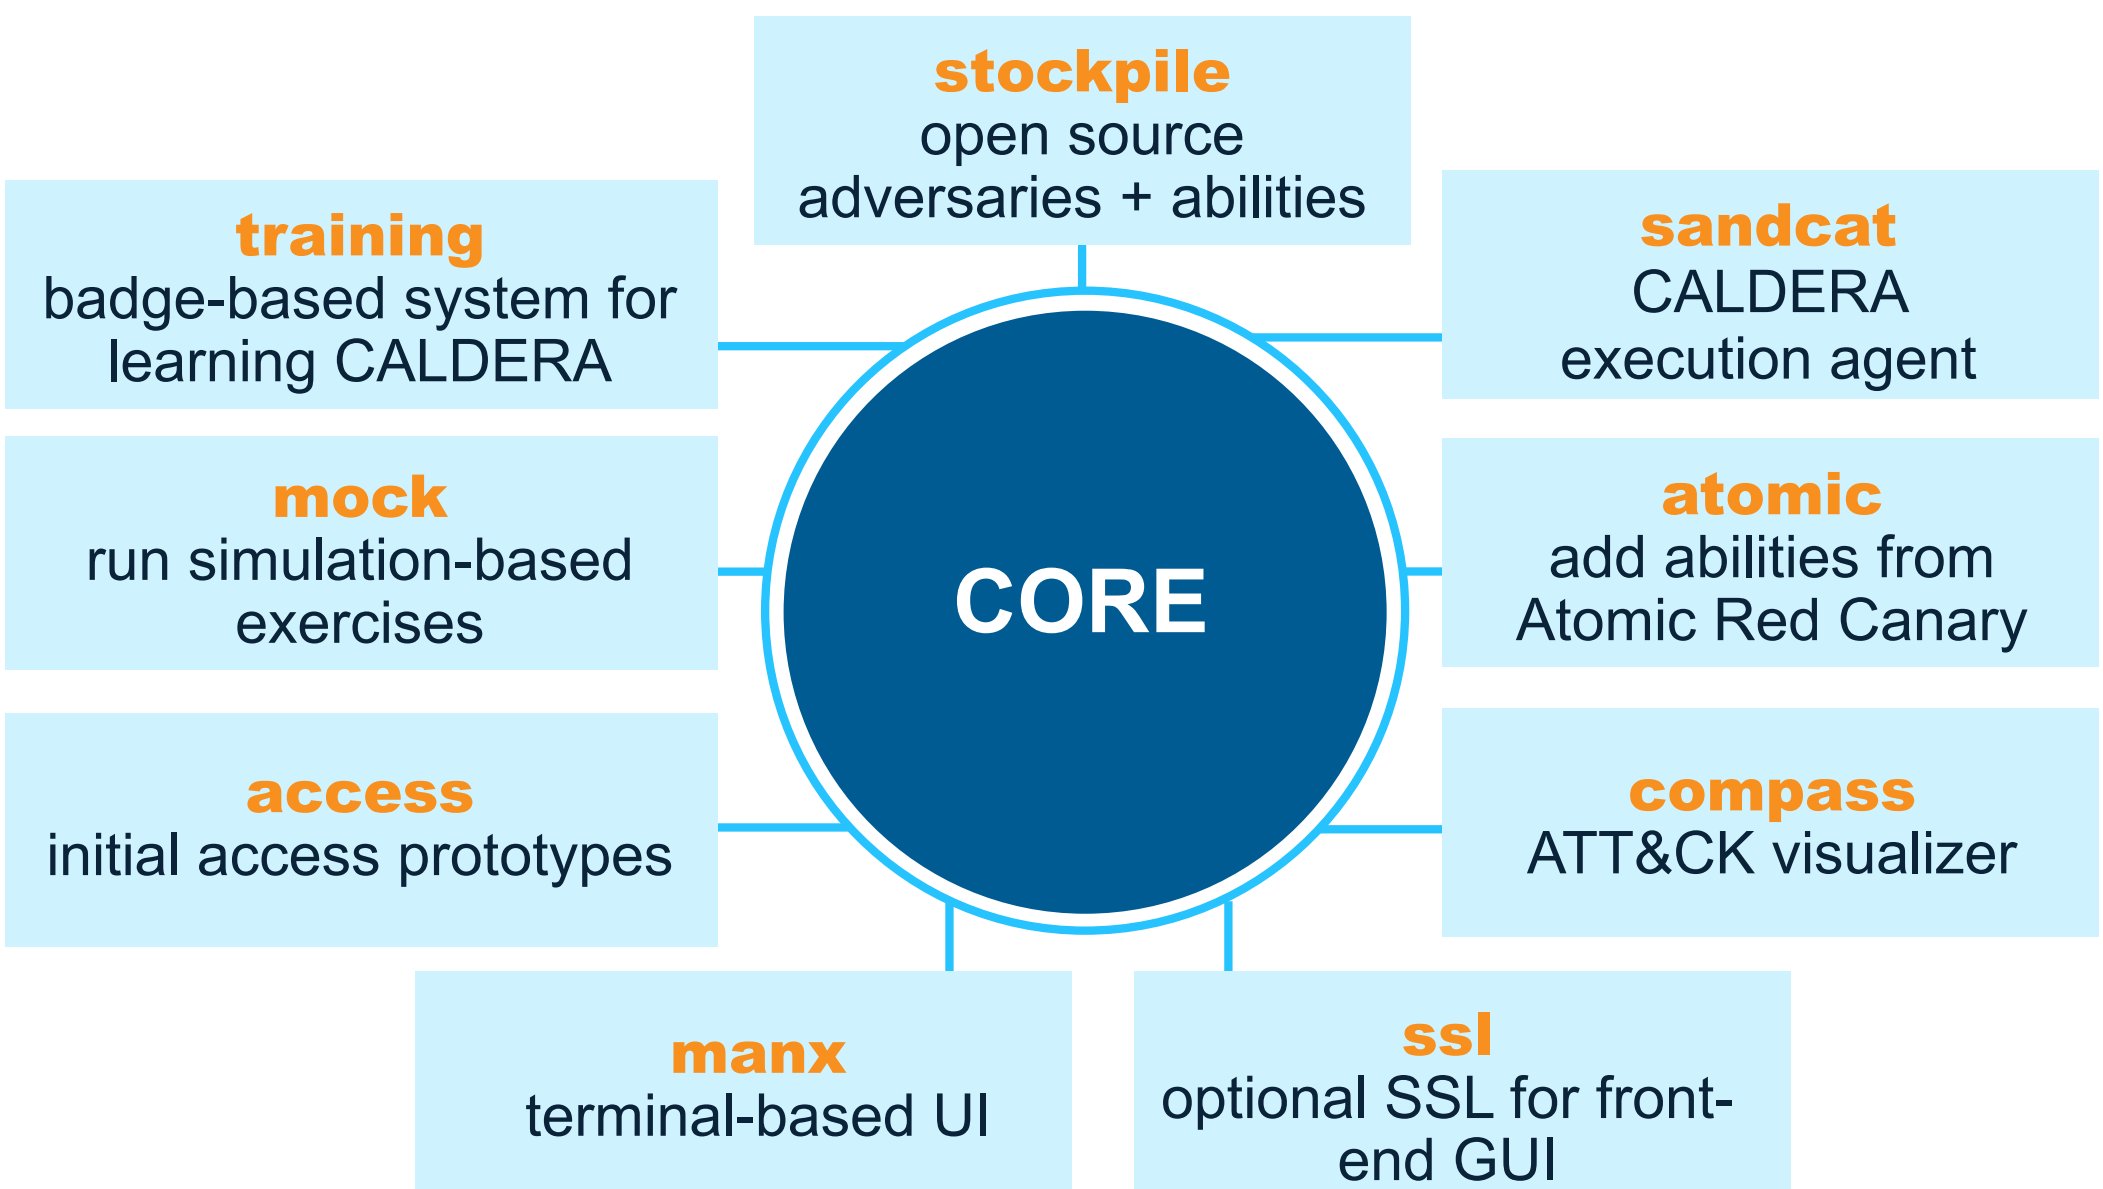 stockpile
open source
adversaries + abilities
training
badge-based system for
learning CALDERA
sandcat
CALDERA
execution agent
mock
run simulation-based
exercises
CORE
atomic
add abilities from
Atomic Red Canary
access
initial access prototypes
compass
ATT&CK visualizer
manx
terminal-based UI
ssl
optional SSL for front-
end GUI